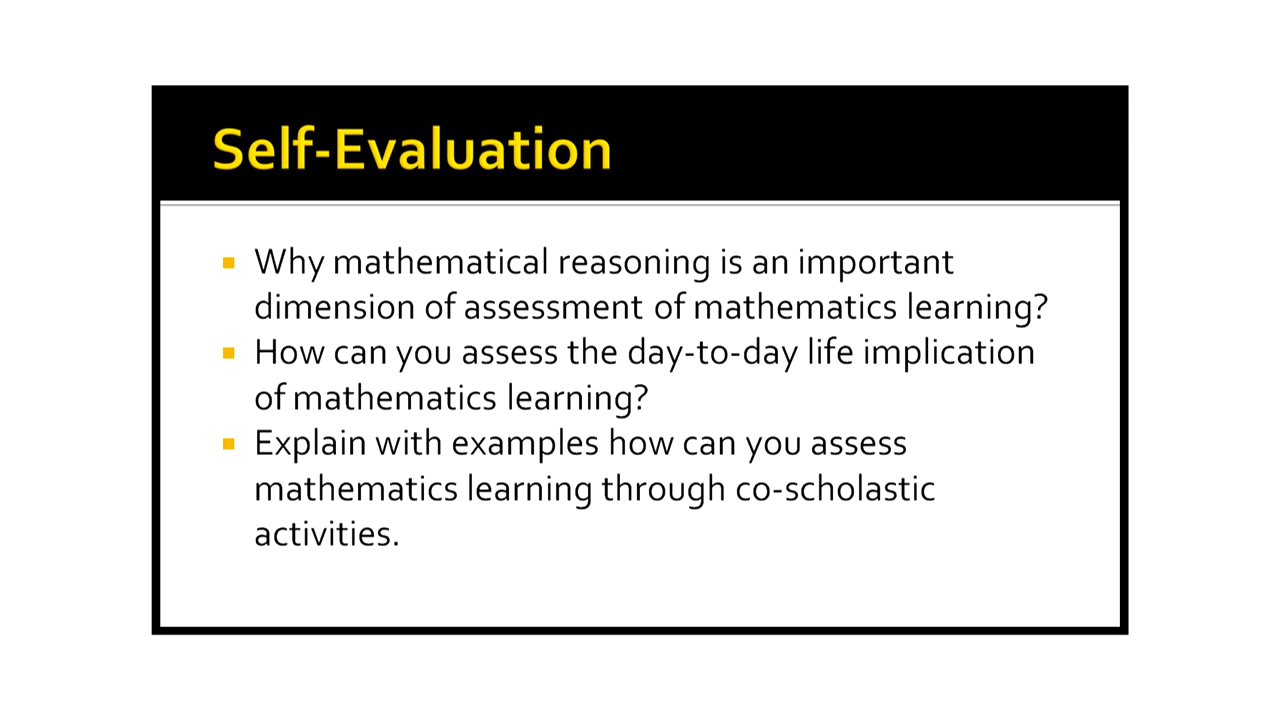 Self-Evaluation
Why mathematical reasoning is an important
dimension of assessment of mathematics learning?
How can you assess the day-to-day life implication
of mathematics learning?
Explain with examples how can you assess
mathematics learning through co-scholastic
activities.